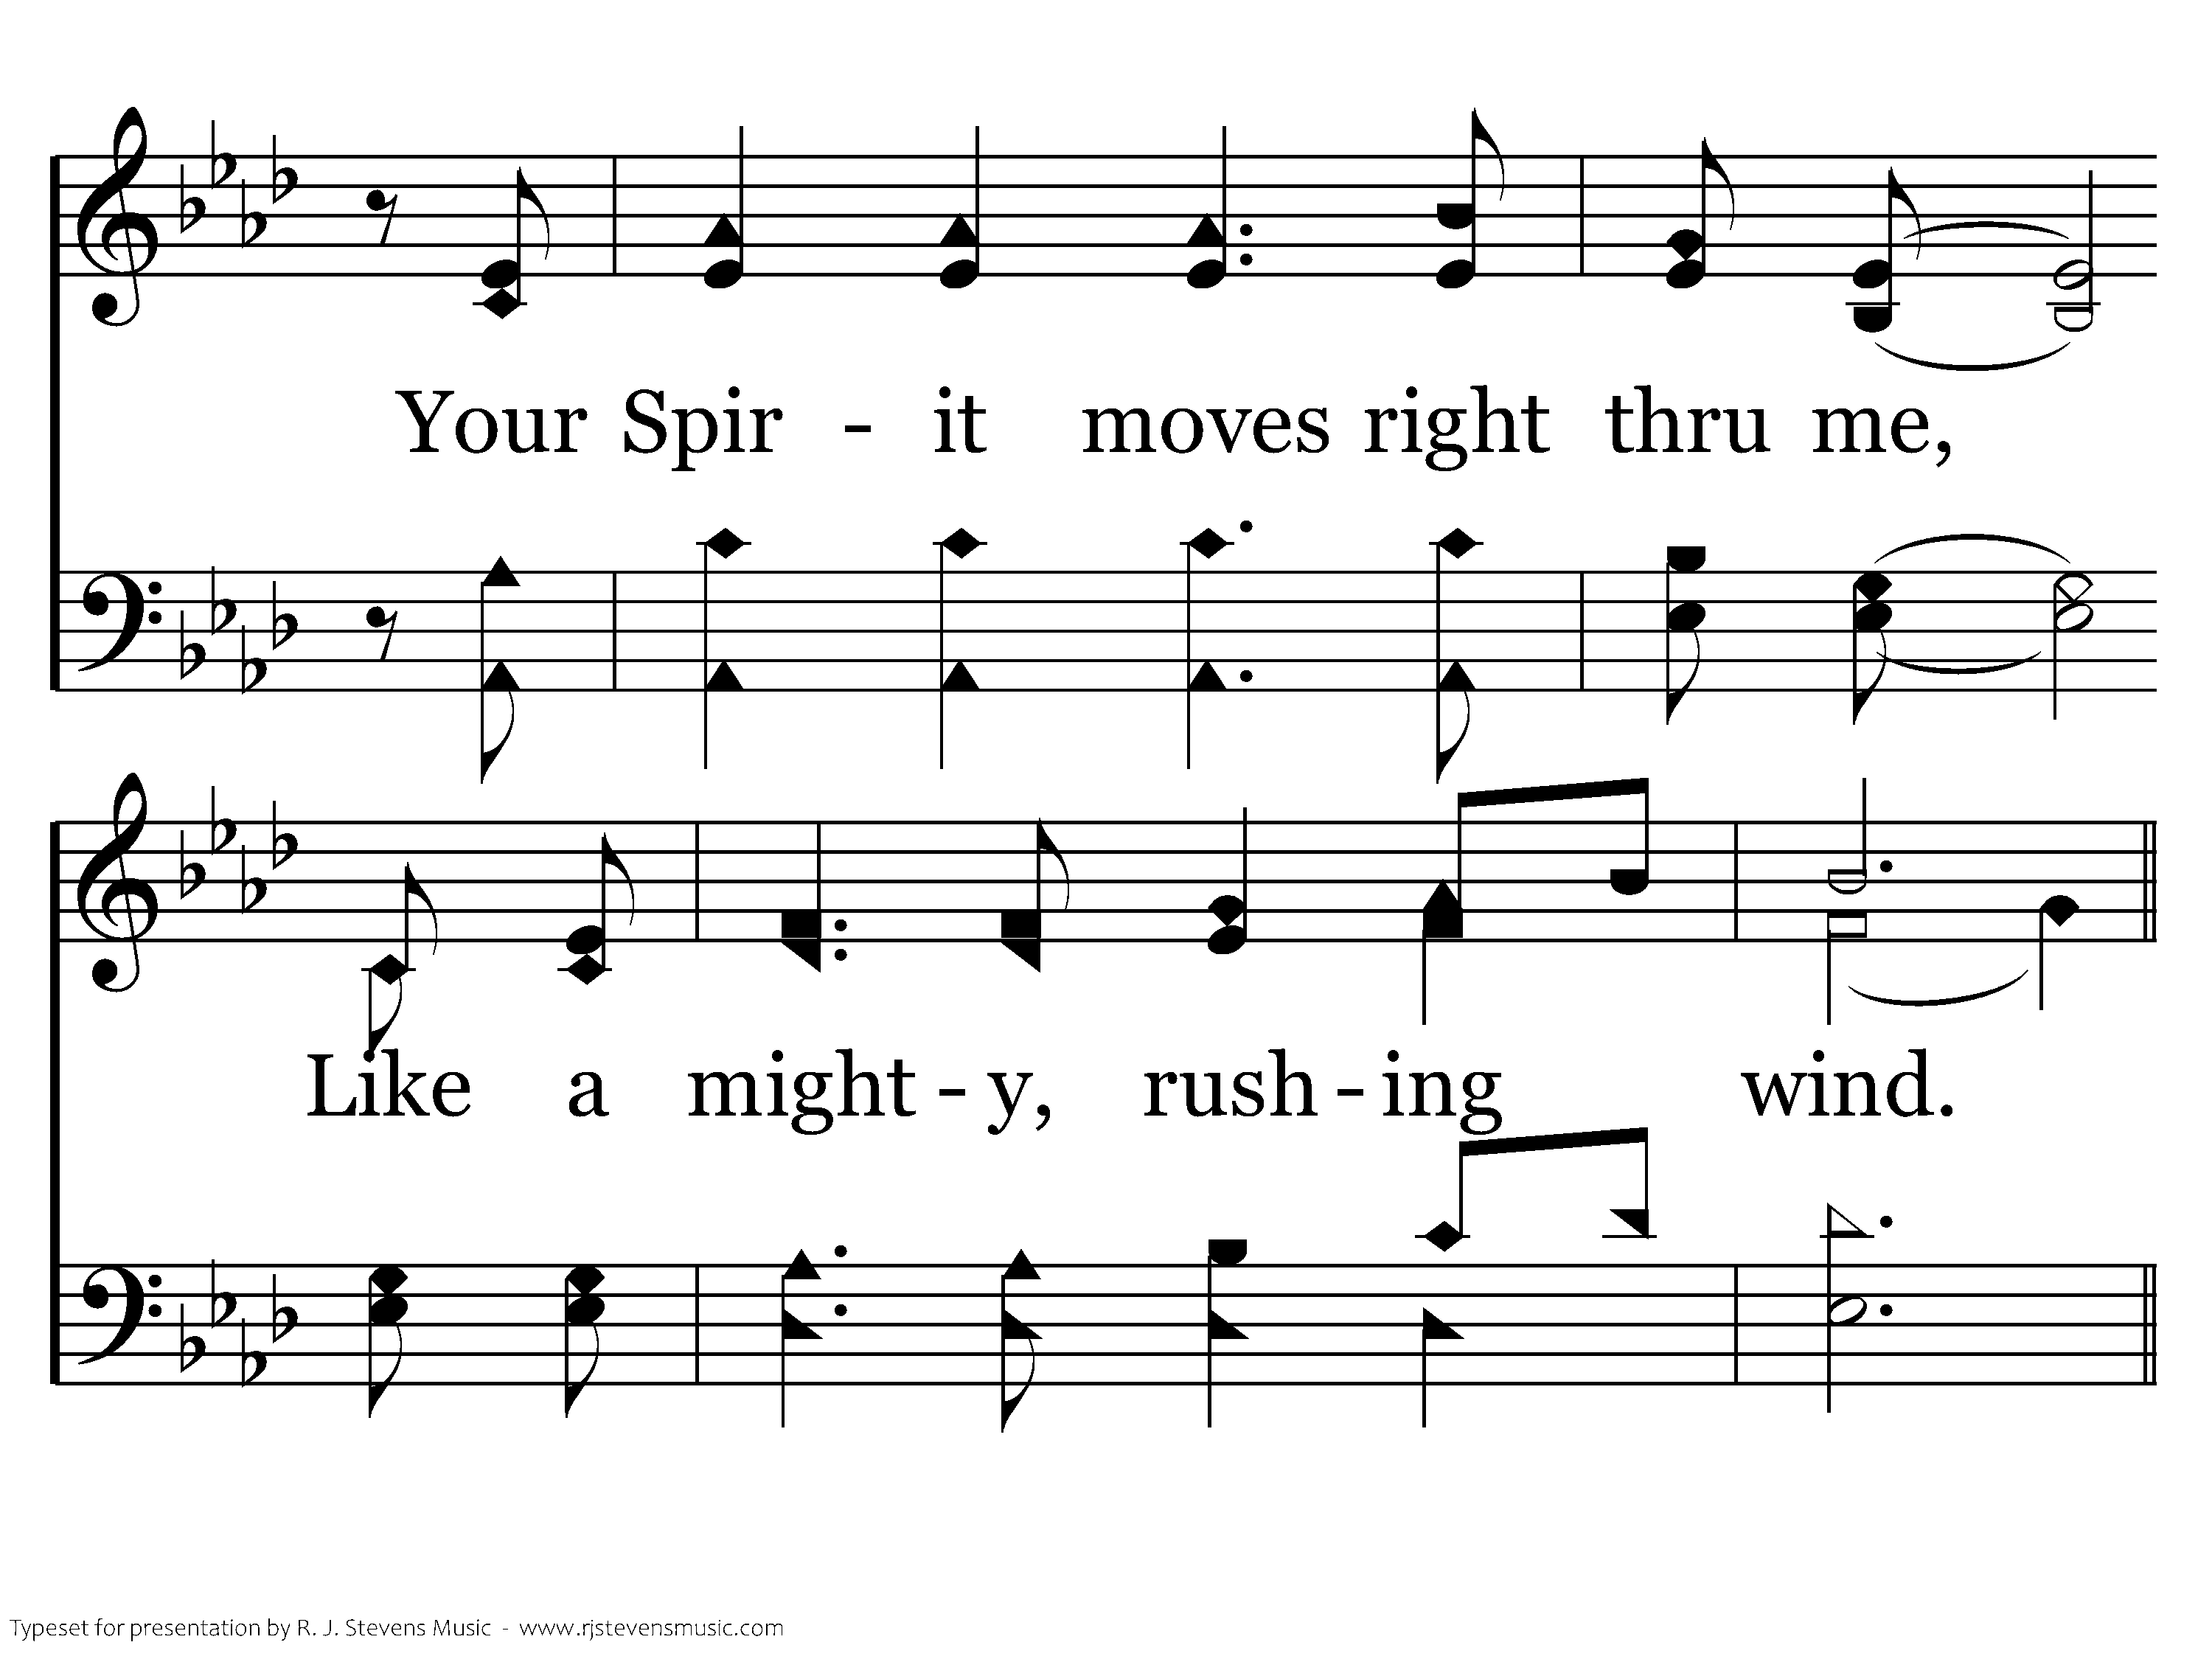 Your Spir - it moves right thru me,
Like a might - y, rush - ing wind.
Typeset for presentation by R. J. Stevens Music - www.rjstevensmusic.com